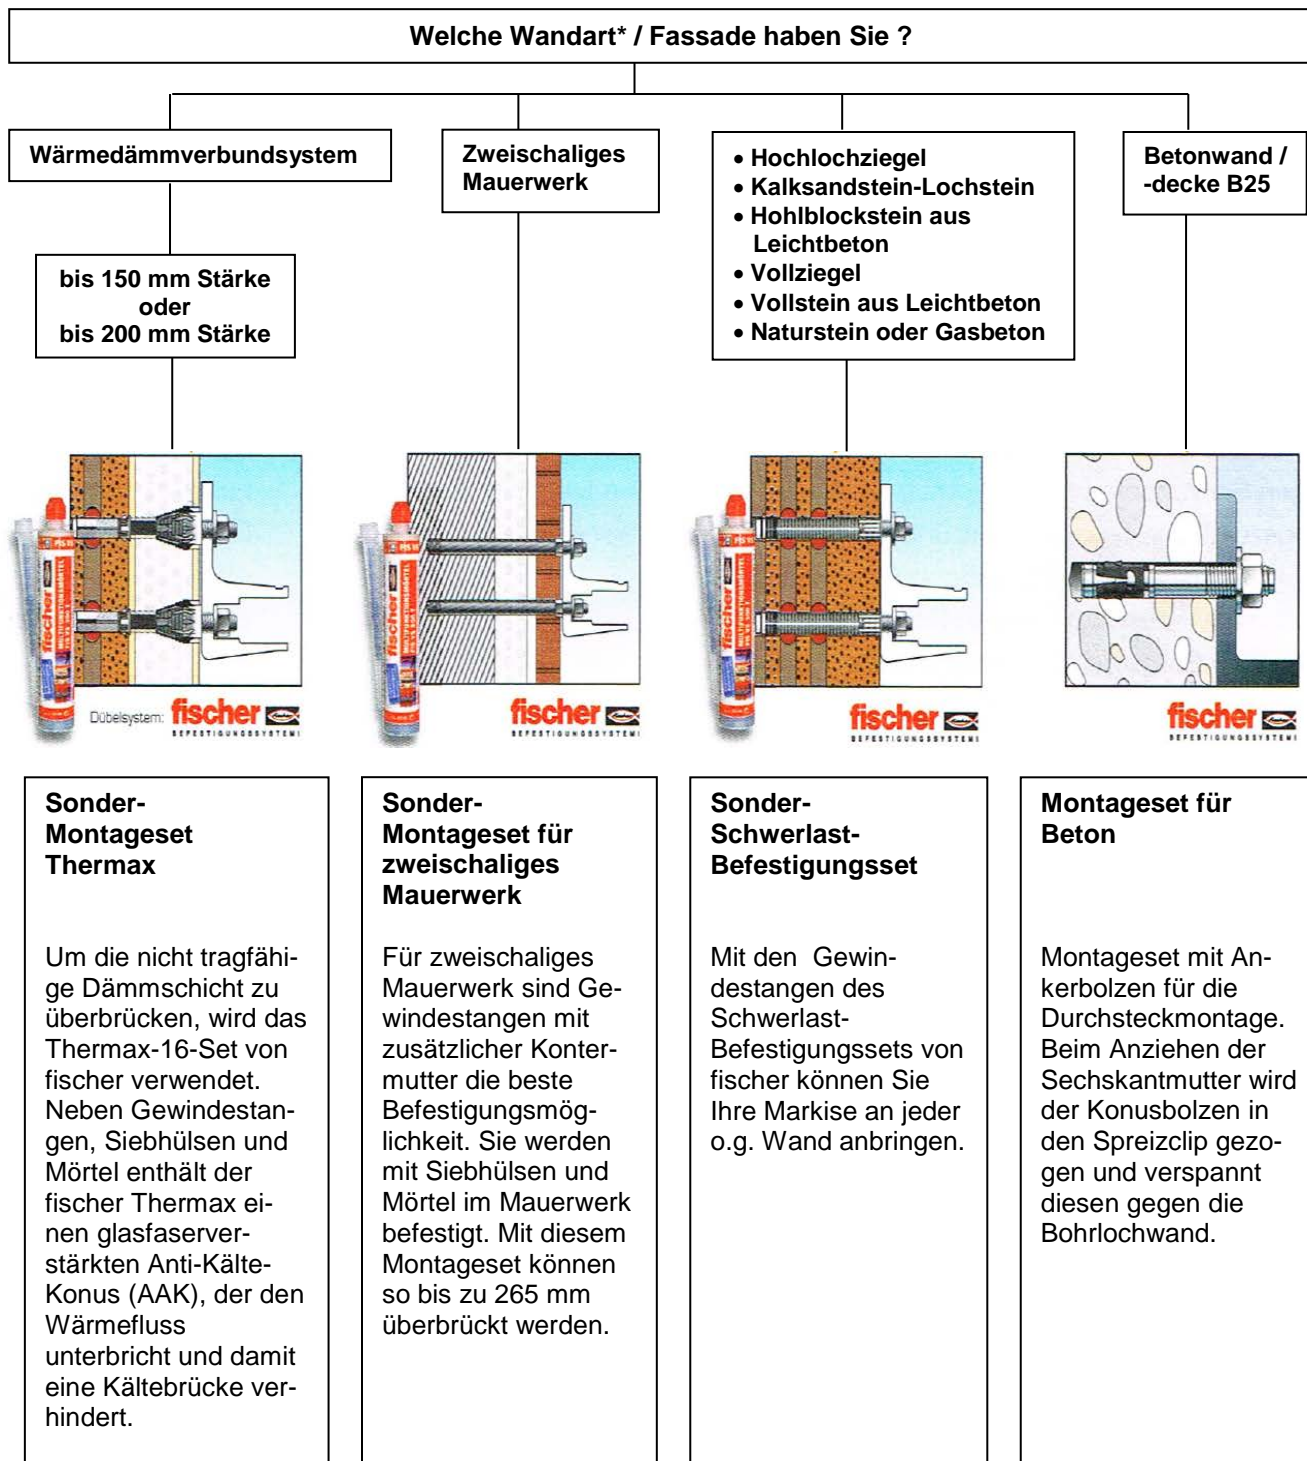 Welche Wandart* / Fassade haben Sie ?
Wärmedämmverbundsystem
bis 150 mm Stärke
oder
bis 200 mm Stärke
Zweischaliges
Mauerwerk
• Hochlochziegel
• Kalksandstein-Lochstein
• Hohlblockstein aus
Leichtbeton
• Vollziegel
• Vollstein aus Leichtbeton
• Naturstein oder Gasbeton
Betonwand /
-decke B25
fischer
Dübelsystem: fischer
BEFESTIGUNGSSYSTEME
fischer
fischer
BEFESTIGUNGSSYSTEME
fischer
fischer
BEFESTIGUNGSSYSTEME
fischer
BEFESTIGUNGSSYSTEME
Sonder-
Montageset
Thermax
Um die nicht tragfähi-
ge Dämmschicht zu
überbrücken, wird das
Thermax-16-Set von
fischer verwendet.
Neben Gewindestan-
gen, Siebhülsen und
Mörtel enthält der
fischer Thermax ei-
nen glasfaserver-
stärkten Anti-Kälte-
Konus (AAK), der den
Wärmefluss
unterbricht und damit
eine Kältebrücke ver-
hindert.
Sonder-
Montageset für
zweischaliges
Mauerwerk
Für zweischaliges
Mauerwerk sind Ge-
windestangen mit
zusätzlicher Konter-
mutter die beste
Befestigungsmög-
lichkeit. Sie werden
mit Siebhülsen und
Mörtel im Mauerwerk
befestigt. Mit diesem
Montageset können
so bis zu 265 mm
überbrückt werden.
Sonder-
Schwerlast-
Befestigungsset
Mit den Gewin-
destangen des
Schwerlast-
Befestigungssets von
fischer können Sie
Ihre Markise an jeder
o.g. Wand anbringen.
Montageset für
Beton
Montageset mit An-
kerbolzen für die
Durchsteckmontage.
Beim Anziehen der
Sechskantmutter wird
der Konusbolzen in
den Spreizclip gezo-
gen und verspannt
diesen gegen die
Bohrlochwand.